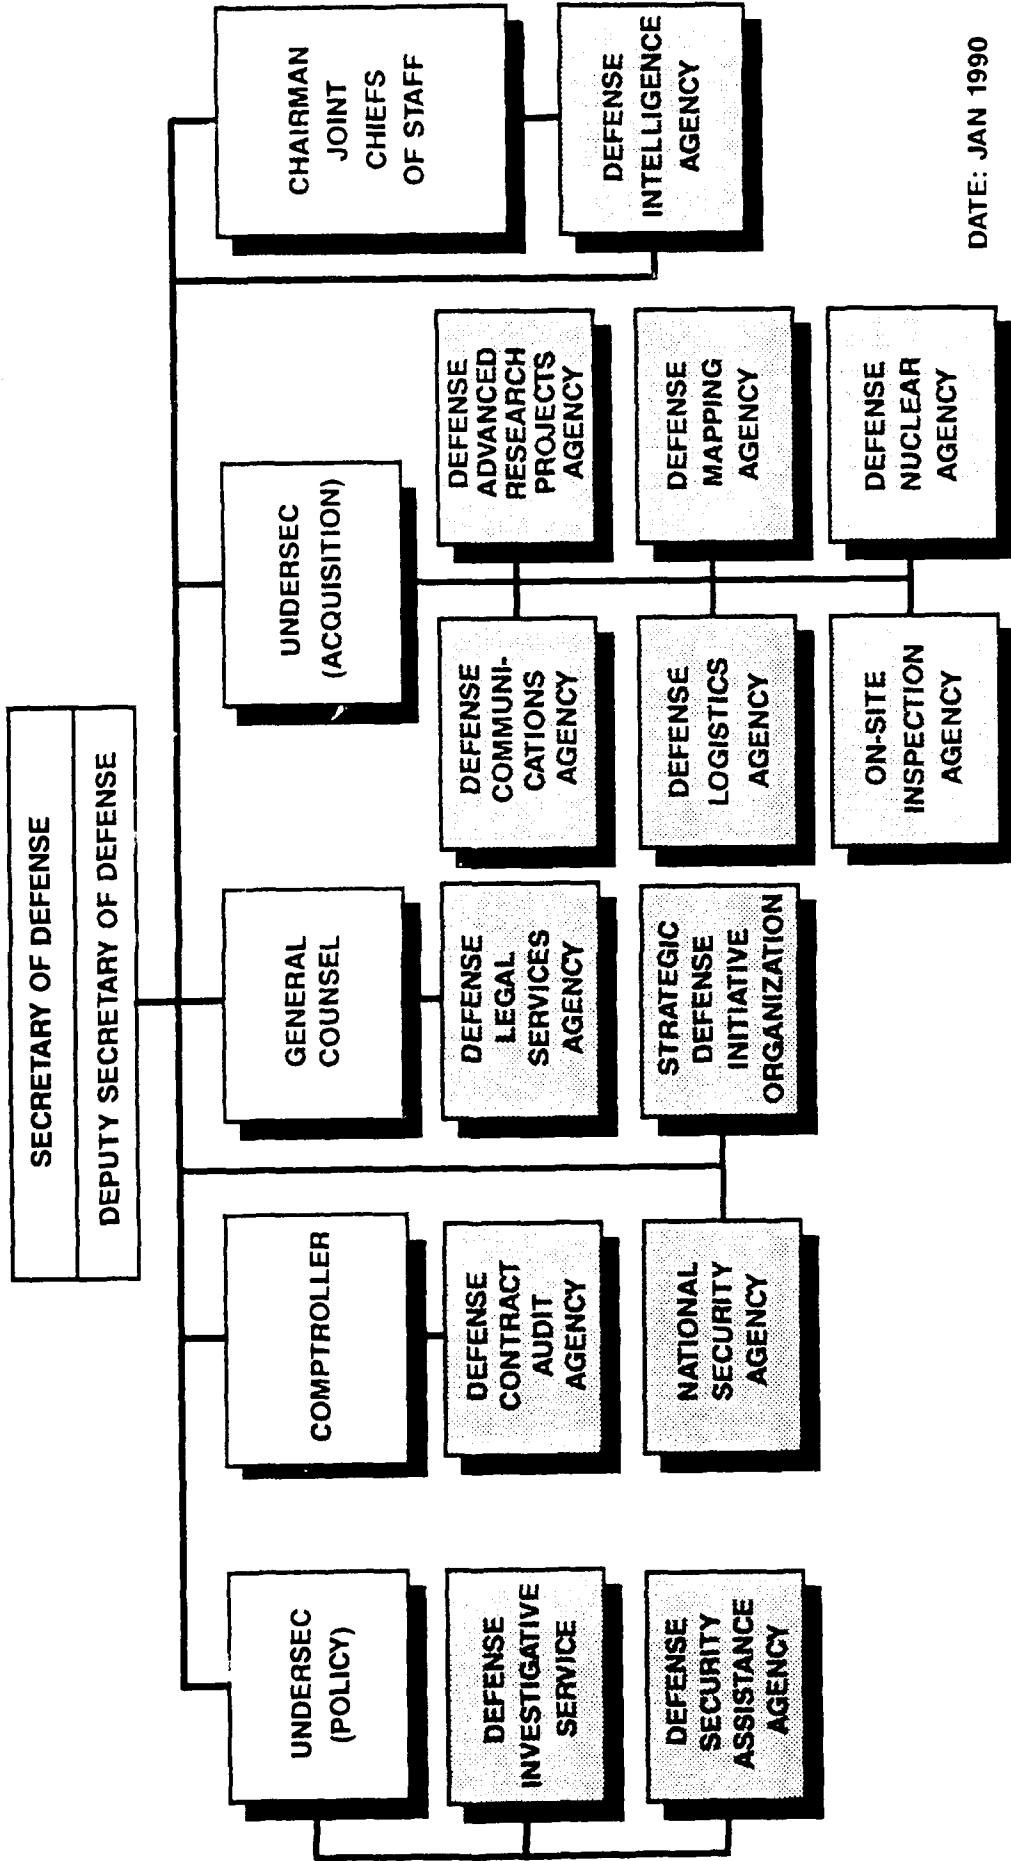 SECRETARY OF DEFENSE
DEPUTY SECRETARY OF DEFENSE
UNDERSEC
(POLICY)
COMPTROLLER
GENERAL
COUNSEL
UNDERSEC
(ACQUISITION)
CHAIRMAN
JOINT
CHIEFS
OF STAFF
DEFENSE
INVESTIGATIVE
SERVICE
DEFENSE
CONTRACT
AUDIT
AGENCY
DEFENSE
LEGAL
SERVICES
AGENCY
DEFENSE
COMMUNI-
CATIONS
AGENCY
DEFENSE
ADVANCED
RESEARCH
PROJECTS
AGENCY
DEFENSE
INTELLIGENCE
AGENCY
DEFENSE
SECURITY
ASSISTANCE
AGENCY
NATIONAL
SECURITY
AGENCY
STRATEGIC
DEFENSE
INITIATIVE
ORGANIZATION
DEFENSE
LOGISTICS
AGENCY
DEFENSE
MAPPING
AGENCY
ON-SITE
INSPECTION
AGENCY
DEFENSE
NUCLEAR
AGENCY
DATE: JAN 1990